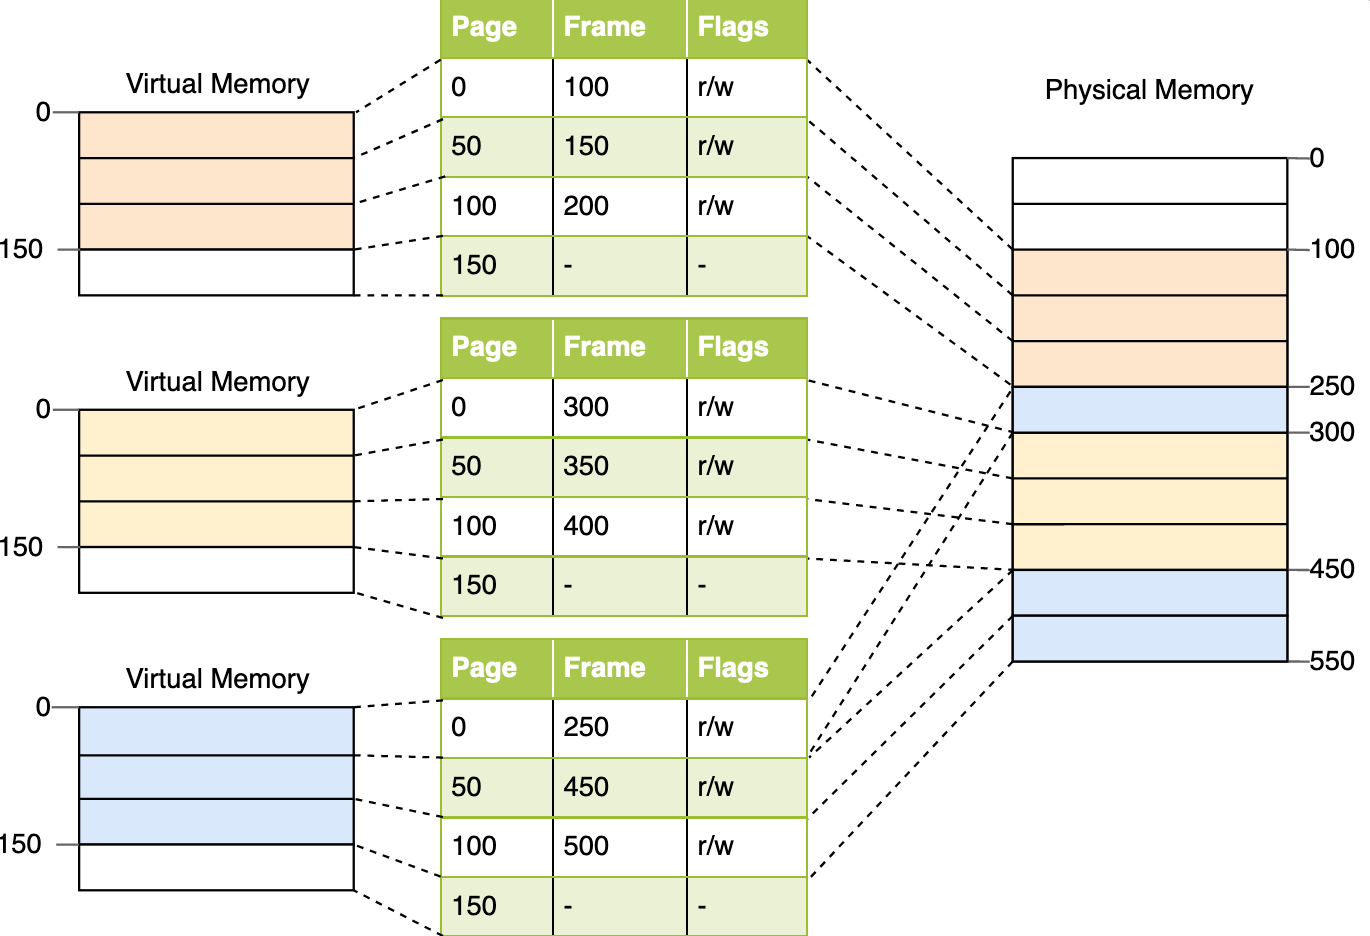 Virtual Memory
0
150
Page Frame Flags
0 100 r/w
50 150 r/w
100 200 r/w
150 - -
Virtual Memory
0
150
Page Frame Flags
0 300 r/w
50 350 r/w
100 400 r/w
150 - -
Virtual Memory
0
150
Page Frame Flags
0 250 r/w
50 450 r/w
100 500 r/w
150 - -
Physical Memory
0
100
250
300
450
550